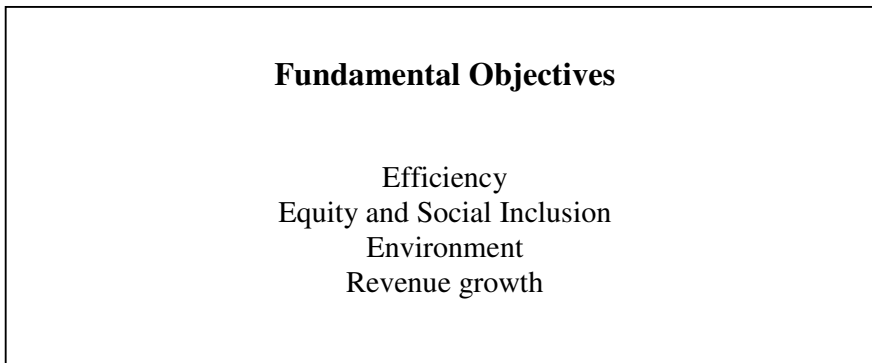 Fundamental Objectives
Efficiency
Equity and Social Inclusion
Environment
Revenue growth